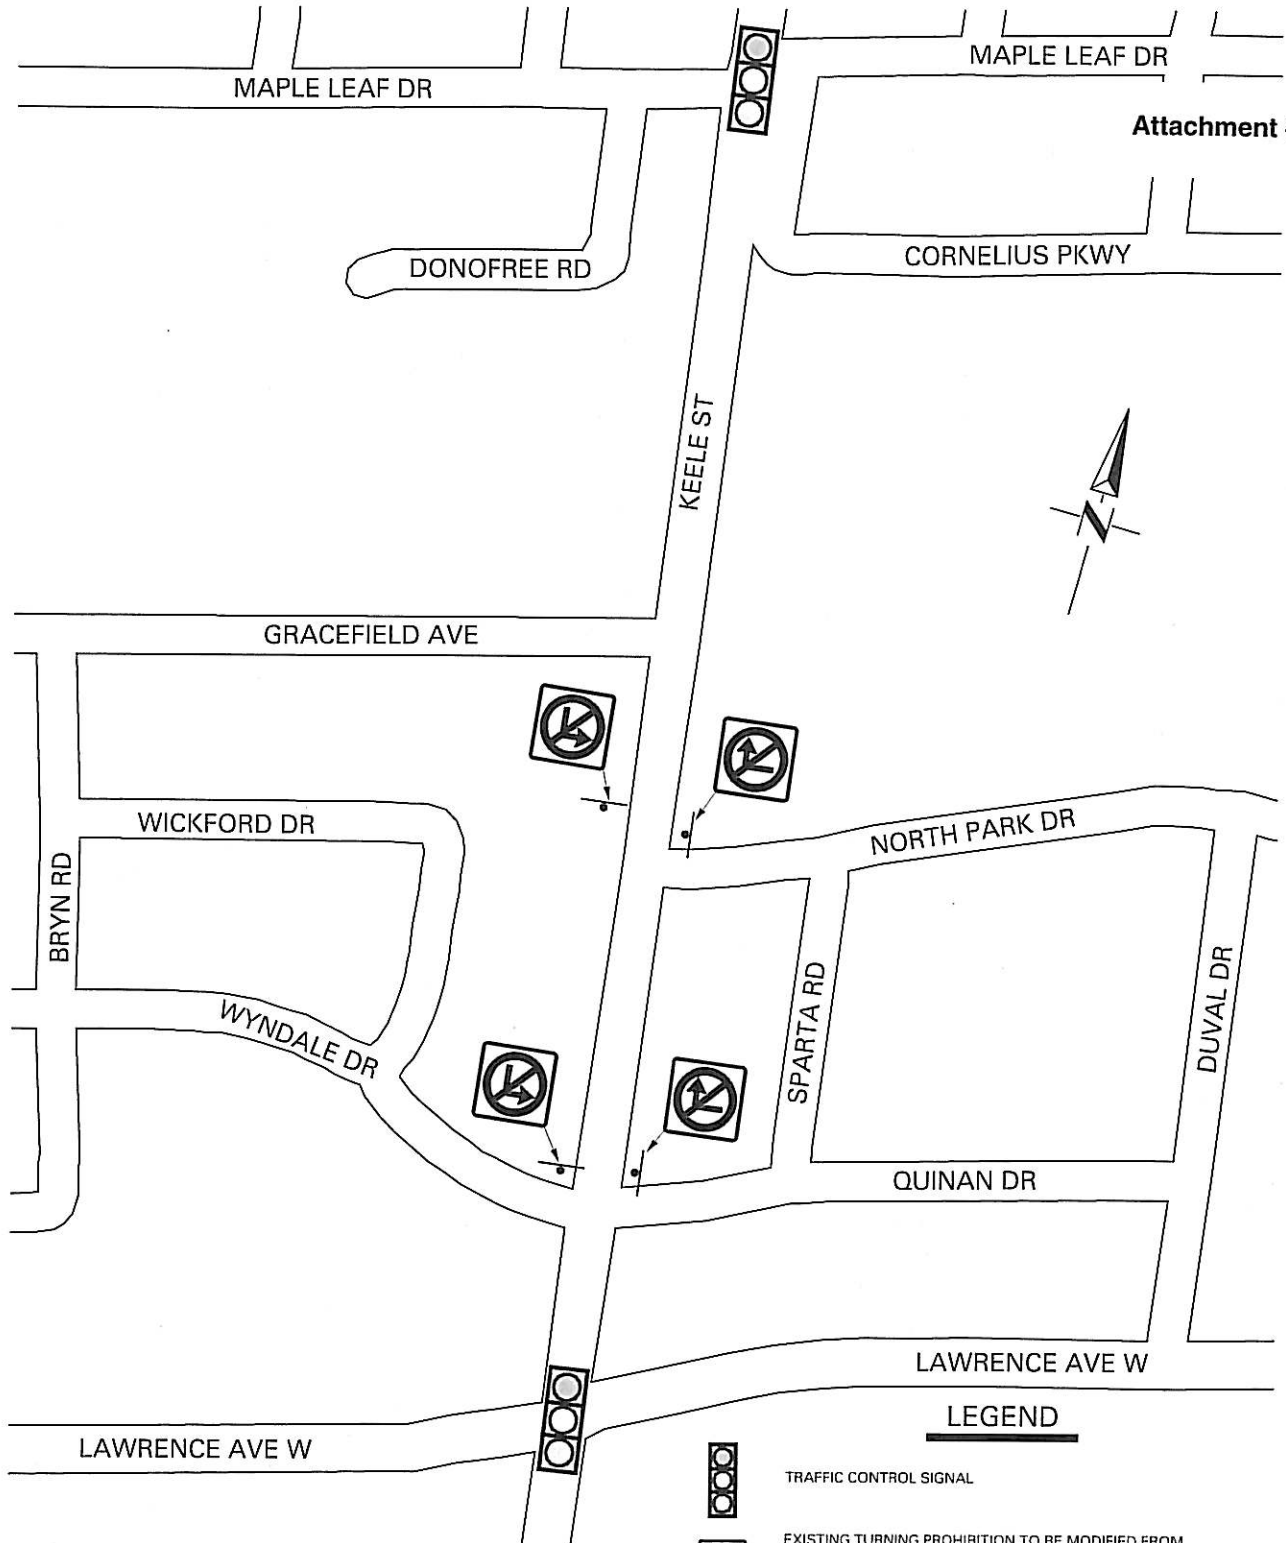 MAPLE LEAF DR
MAPLE LEAF DR
Attachment
DONOFREE RD
CORNELIUS PKWY
KEELE ST
N
GRACEFIELD AVE
WICKFORD DR
NORTH PARK DR
BRYN RD
WYNDALE DR
SPARTA RD
DUVAL DR
QUINAN DR
LAWRENCE AVE W
LAWRENCE AVE W
LEGEND
TRAFFIC CONTROL SIGNAL
EXISTING TURNING PROHIBITION TO BE MODIFIED FROM